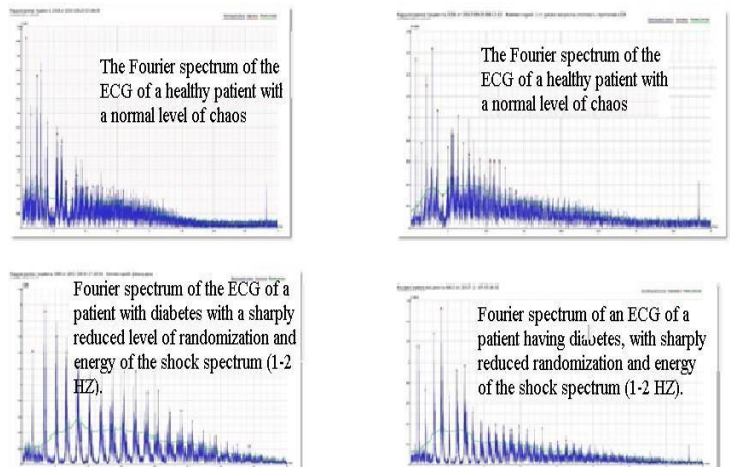 The Fourier spectrum of the
ECG of a healthy patient with
a normal level of chaos
The Fourier spectrum of the
ECG of a healthy patient with
a normal level of chaos
Fourier spectrum of the ECG of a
patient with diabetes with a sharply
reduced level of randomization and
energy of the shock spectrum (1-2
HZ).
Fourier spectrum of an ECG of a
patient having diabetes, with sharply
reduced randomization and energy
of the shock spectrum (1-2 HZ).